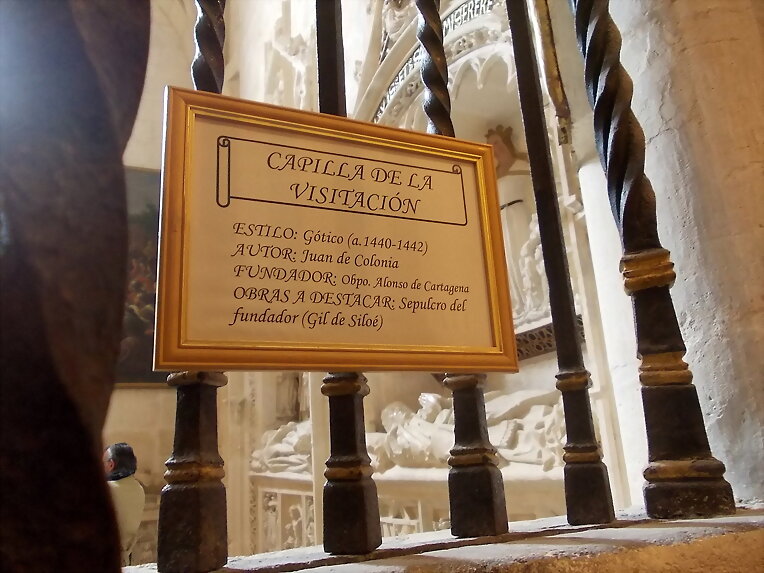 CAPILLA DE LA
VISITACIÓN
ESTILO: Gótico (a.1440-1442)
AUTOR: Juan de Colonia
FUNDADOR: Obpo. Alonso de Cartagena
OBRAS A DESTACAR: Sepulcro del
fundador (Gil de Siloé)